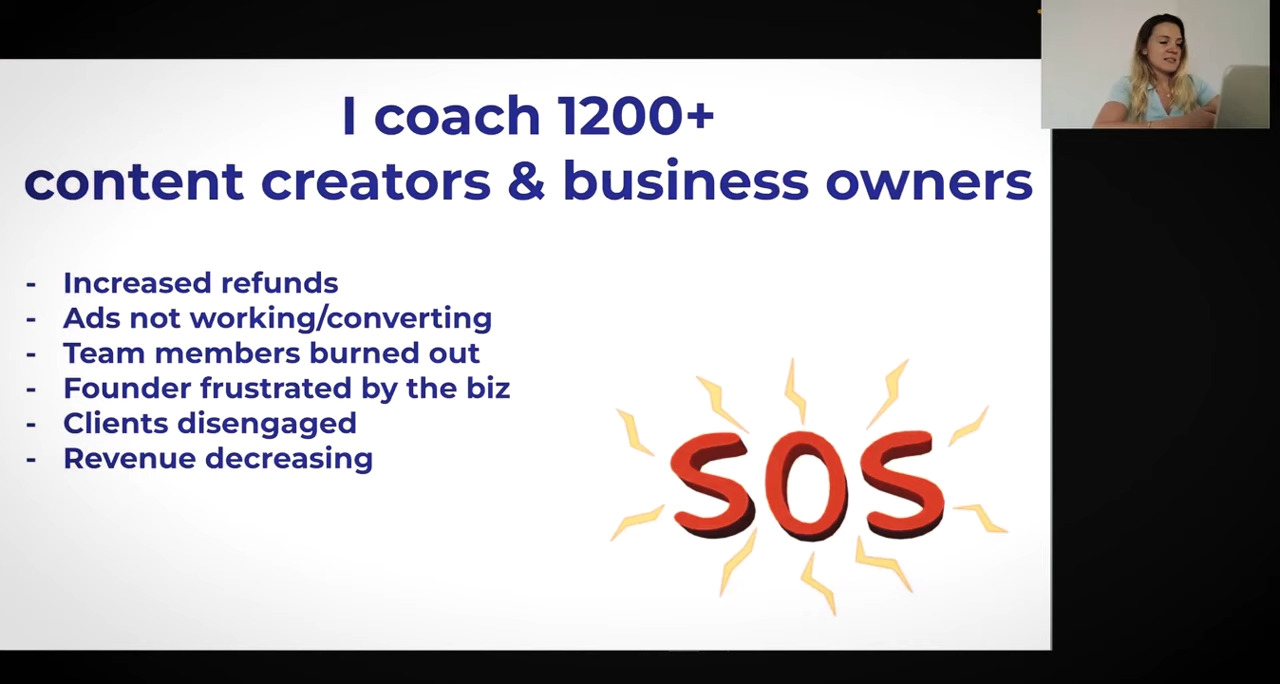 I coach 1200+
content creators & business owners
- Increased refunds
- Ads not working/converting
- Team members burned out
- Founder frustrated by the biz
- Clients disengaged
- Revenue decreasing
SOS